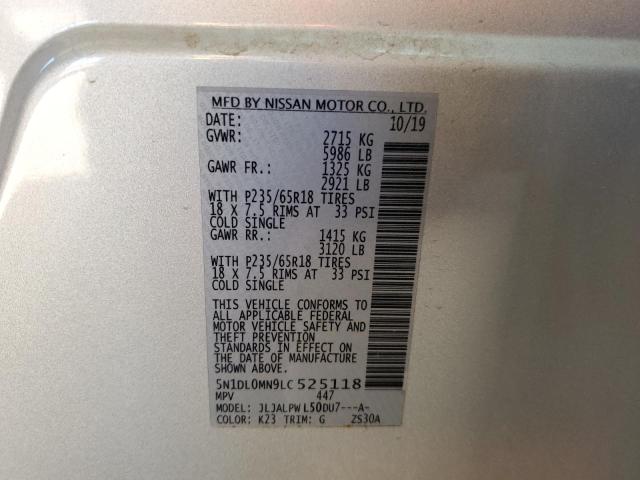 MFD BY NISSAN MOTOR CO., LTD.
DATE: 10/19
GVWR: 2715 KG
5986 LB
GAWR FR.: 1325 KG
2921 LB
WITH P235/65R18 TIRES
18 X 7.5 RIMS AT 33 PSI
COLD SINGLE
GAWR RR.: 1415 KG
3120 LB
WITH P235/65R18 TIRES
18 X 7.5 RIMS AT 33 PSI
COLD SINGLE
THIS VEHICLE CONFORMS TO
ALL APPLICABLE FEDERAL
MOTOR VEHICLE SAFETY AND
THEFT PREVENTION
STANDARDS IN EFFECT ON
THE DATE OF MANUFACTURE
SHOWN ABOVE.
5N1DL0MN9LC525118
MPV 447
MODEL: JLJALPW L50DU7---A-
COLOR: K23 TRIM: G ZS30A